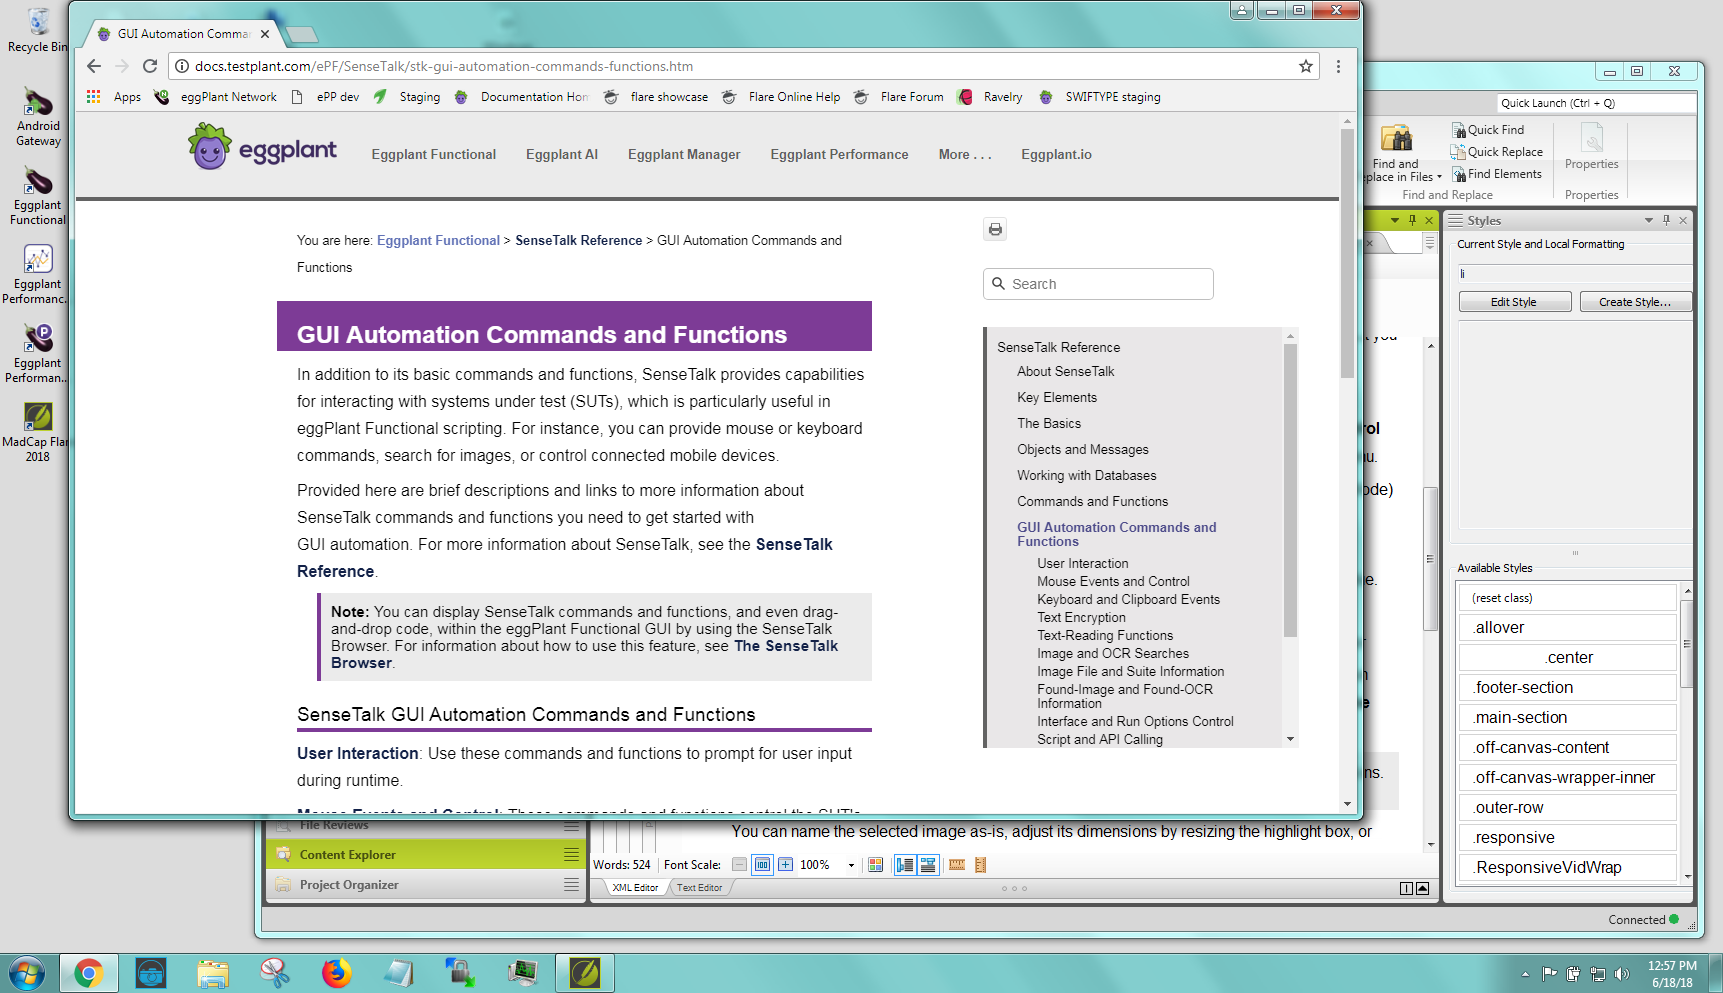 Recycle Bin
Android
Gateway
Eggplant
Functional
Eggplant
Performanc...
Eggplant
Performan...
MadCap Flar
2018
GUI Automation Comma
docs.testplant.com/ePF/SenseTalk/stk-gui-automation-commands-functions.htm
Apps
eggPlant Network
ePP dev
Staging
Documentation Hom
flare showcase
Flare Online Help
Flare Forum
Ravelry
SWIFTYPE staging
eggplant
Eggplant Functional
Eggplant AI
Eggplant Manager
Eggplant Performance
More . . .
Eggplant.io
You are here: Eggplant Functional > SenseTalk Reference > GUI Automation Commands and
Functions
GUI Automation Commands and Functions
In addition to its basic commands and functions, SenseTalk provides capabilities
for interacting with systems under test (SUTs), which is particularly useful in
eggPlant Functional scripting. For instance, you can provide mouse or keyboard
commands, search for images, or control connected mobile devices.
Provided here are brief descriptions and links to more information about
SenseTalk commands and functions you need to get started with
GUI automation. For more information about SenseTalk, see the SenseTalk
Reference.
Note: You can display SenseTalk commands and functions, and even drag-
and-drop code, within the eggPlant Functional GUI by using the SenseTalk
Browser. For information about how to use this feature, see The SenseTalk
Browser.
SenseTalk GUI Automation Commands and Functions
User Interaction: Use these commands and functions to prompt for user input
during runtime.
Mouse Events and Control: These commands and functions control the SUT's
Search
SenseTalk Reference
About SenseTalk
Key Elements
The Basics
Objects and Messages
Working with Databases
Commands and Functions
GUI Automation Commands and
Functions
User Interaction
Mouse Events and Control
Keyboard and Clipboard Events
Text Encryption
Text-Reading Functions
Image and OCR Searches
Image File and Suite Information
Found-Image and Found-OCR
Information
Interface and Run Options Control
Script and API Calling
Quick Launch (Ctrl + Q)
Find and
place in Files
Quick Find
Quick Replace
Find Elements
Find and Replace
Properties
Properties
Styles
Current Style and Local Formatting
li
Edit Style
Create Style...
you
rol
nu.
ode)
e.
ns.
Available Styles
(reset class)
.allover
.center
.footer-section
.main-section
.off-canvas-content
.off-canvas-wrapper-inner
.outer-row
.responsive
.ResponsiveVidWrap
File Reviews
Content Explorer
Project Organizer
You can name the selected image as-is, adjust its dimensions by resizing the highlight box, or
Words: 524
Font Scale:
100%
XML Editor
Text Editor
Connected
12:57 PM
6/18/18